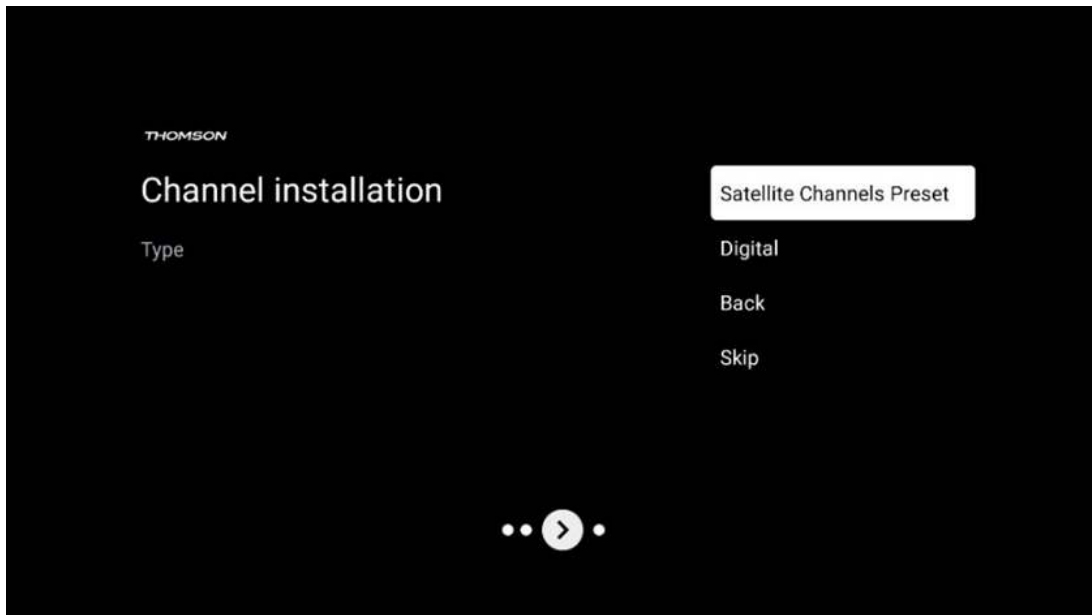 THOMSON
Channel installation
Type
Satellite Channels Preset
Digital
Back
Skip